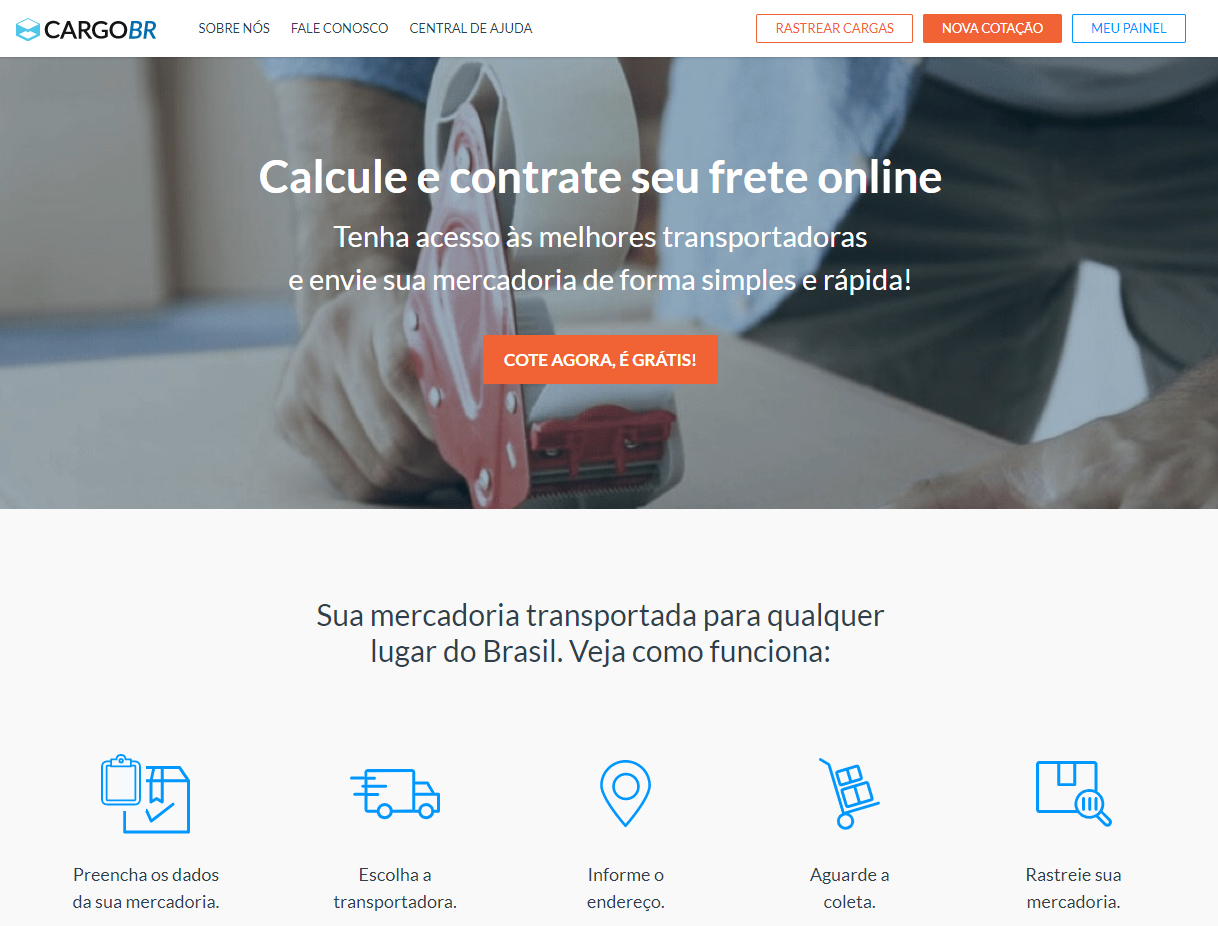 CARGOBR
SOBRE NÓS
FALE CONOSCO
CENTRAL DE AJUDA
RASTREAR CARGAS
NOVA COTAÇÃO
MEU PAINEL
Calcule e contrate seu frete online
Tenha acesso às melhores transportadoras
e envie sua mercadoria de forma simples e rápida!
COTE AGORA, É GRÁTIS!
Sua mercadoria transportada para qualquer
lugar do Brasil. Veja como funciona:
Preencha os dados
da sua mercadoria.
Escolha a
transportadora.
Informe o
endereço.
Aguarde a
coleta.
Rastreie sua
mercadoria.